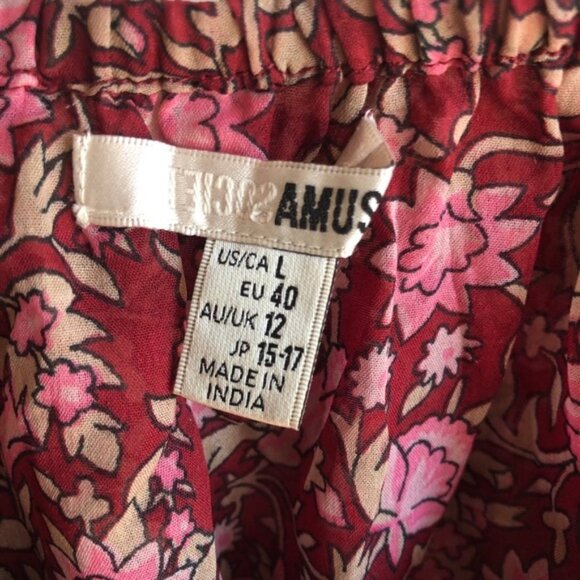 AMUS
US/CA L
EU 40
AU/UK 12
JP 15-17
MADE IN
INDIA